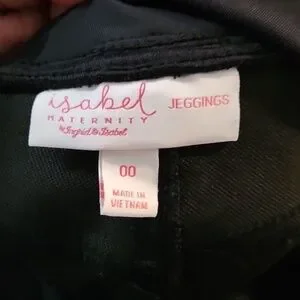 isabel
MATERNITY
by Ingrid & Isabel
JEGGINGS
00
MADE IN
VIETNAM